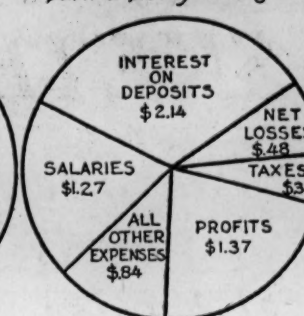 INTEREST
ON
DEPOSITS
$2.14
NET
LOSSES
$.48
TAXES
SALARIES
$1.27
ALL
OTHER
EXPENSES
$.84
PROFITS
$1.37